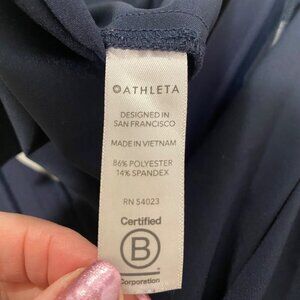 ATHLETA
DESIGNED IN
SAN FRANCISCO
MADE IN VIETNAM
86% POLYESTER
14% SPANDEX
RN 54023
Certified
B
Corporation